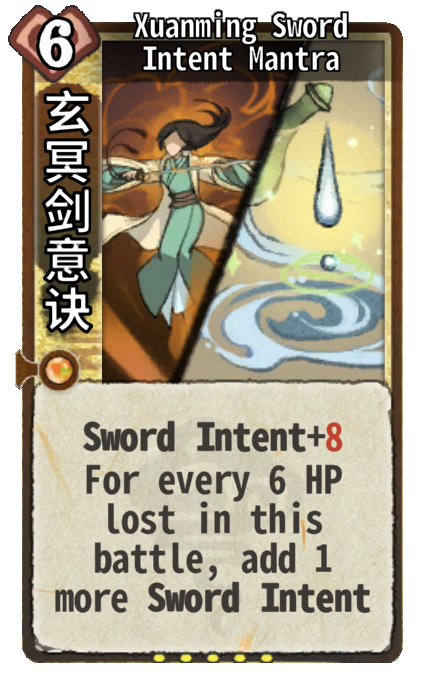 6
Xuanming Sword
Intent Mantra
玄冥剑意诀
Sword Intent+8
For every 6 HP
lost in this
battle, add 1
more Sword Intent